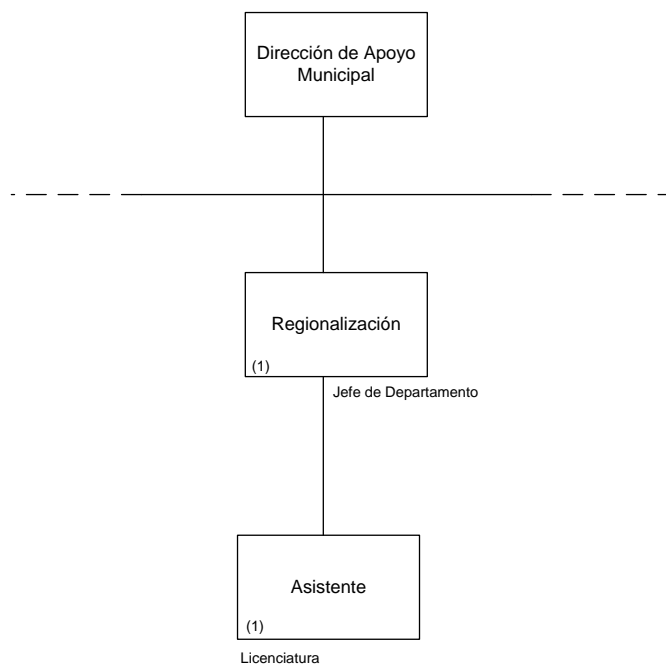 Dirección de Apoyo
Municipal
Regionalización
(1)
Jefe de Departamento
Asistente
(1)
Licenciatura